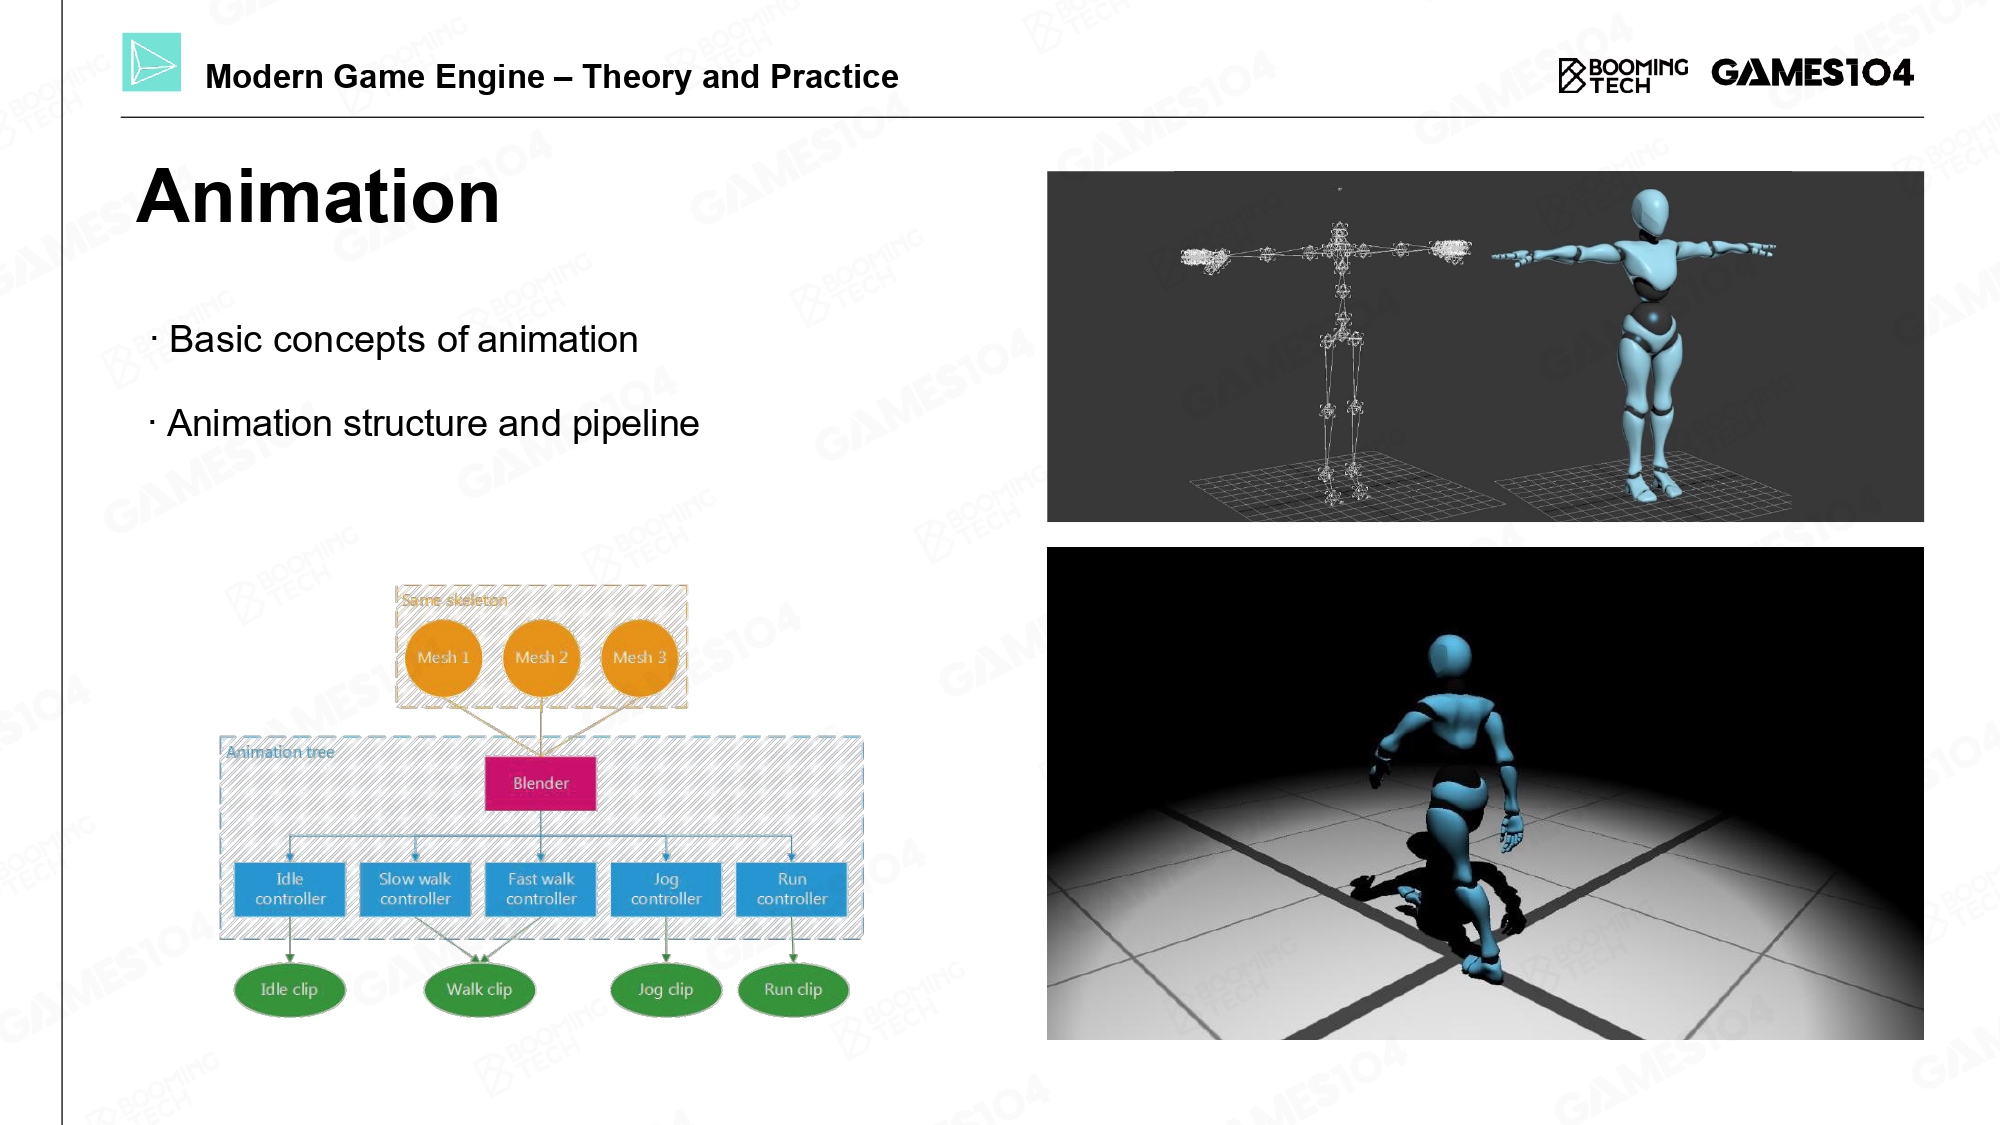 Modern Game Engine – Theory and Practice
BOOMING
TECH
GAMES104
Animation
· Basic concepts of animation
· Animation structure and pipeline
Same skeleton
Mesh 1
Mesh 2
Mesh 3
Animation tree
Blender
Idle
controller
Slow walk
controller
Fast walk
controller
Jog
controller
Run
controller
Idle clip
Walk clip
Jog clip
Run clip